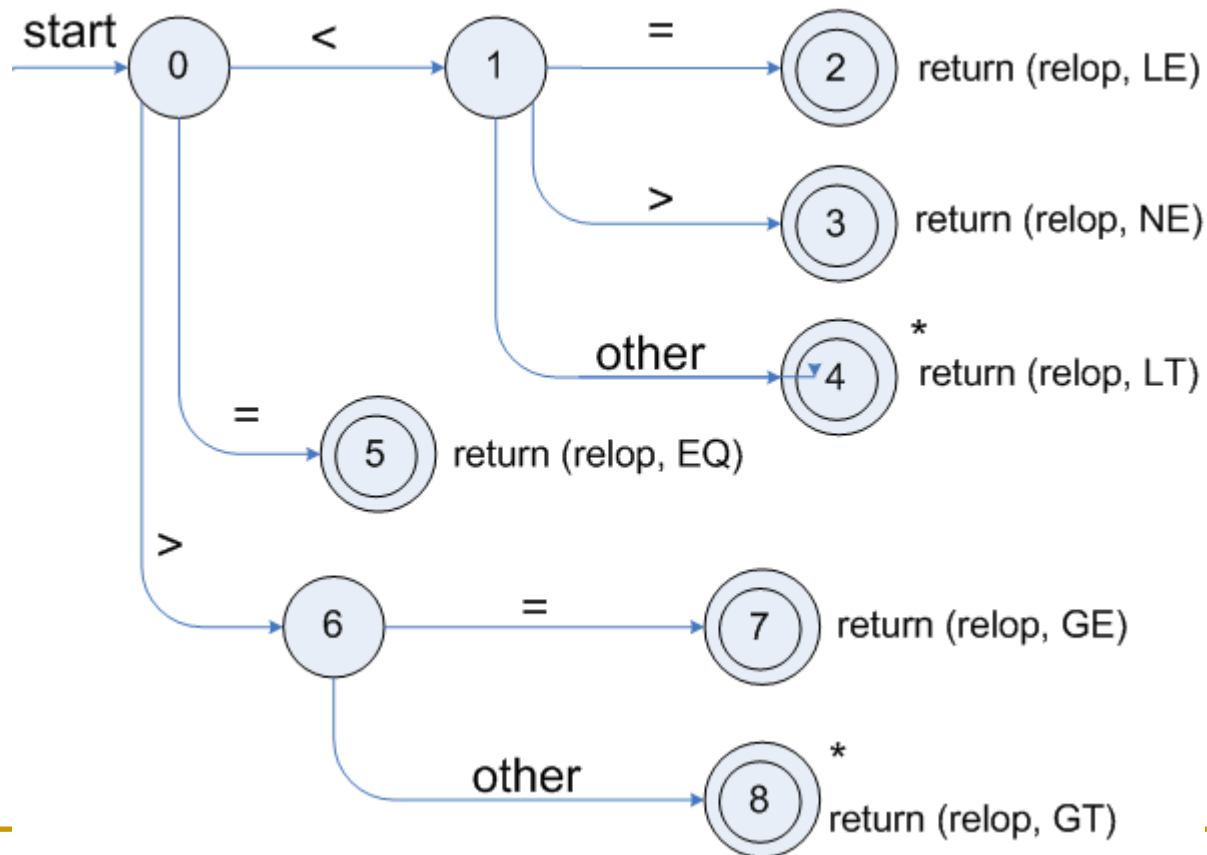 start
0
<
1
=
2
return (relop, LE)
>
3
return (relop, NE)
other
4
*
return (relop, LT)
=
5
return (relop, EQ)
>
6
=
7
return (relop, GE)
other
8
*
return (relop, GT)